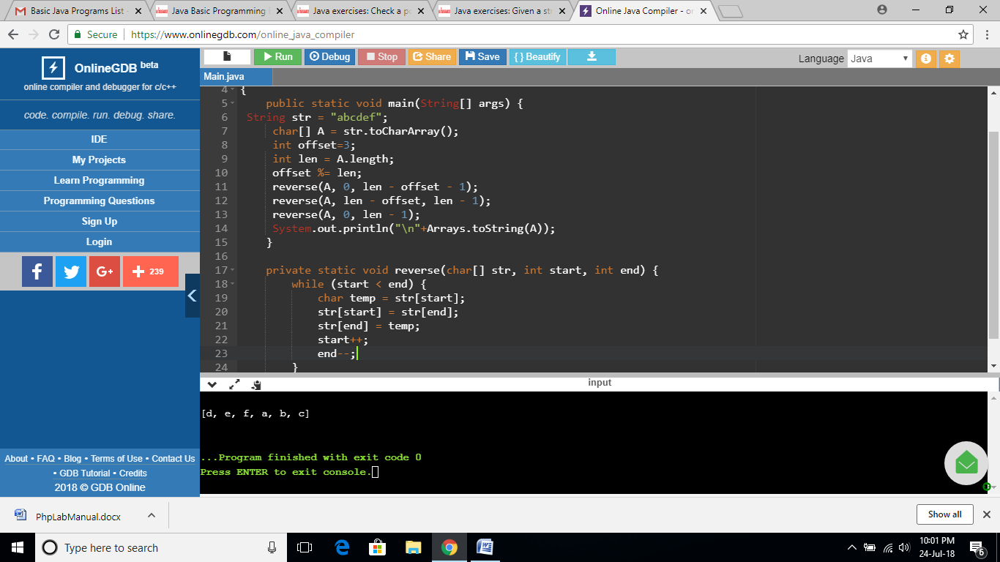 Basic Java Programs List -
Java Basic Programming
Java exercises: Check a p
Java exercises: Given a st
Online Java Compiler - o
Secure | https://www.onlinegdb.com/online_java_compiler
OnlineGDB beta
online compiler and debugger for c/c++
code. compile. run. debug. share.
IDE
My Projects
Learn Programming
Programming Questions
Sign Up
Login
f G+ + 239
About • FAQ • Blog • Terms of Use • Contact Us
• GDB Tutorial • Credits
2018 © GDB Online
Run Debug Stop Share Save { } Beautify
Language Java
Main.java
4 {
5 public static void main(String[] args) {
6 String str = "abcdef";
7 char[] A = str.toCharArray();
8 int offset=3;
9 int len = A.length;
10 offset %= len;
11 reverse(A, 0, len - offset - 1);
12 reverse(A, len - offset, len - 1);
13 reverse(A, 0, len - 1);
14 System.out.println("\n"+Arrays.toString(A));
15 }
16
17 private static void reverse(char[] str, int start, int end) {
18 while (start < end) {
19 char temp = str[start];
20 str[start] = str[end];
21 str[end] = temp;
22 start++;
23 end--;
24 }
input
[d, e, f, a, b, c]
...Program finished with exit code 0
Press ENTER to exit console.
PhpLabManual.docx
Show all
Type here to search
10:01 PM
24-Jul-18
6